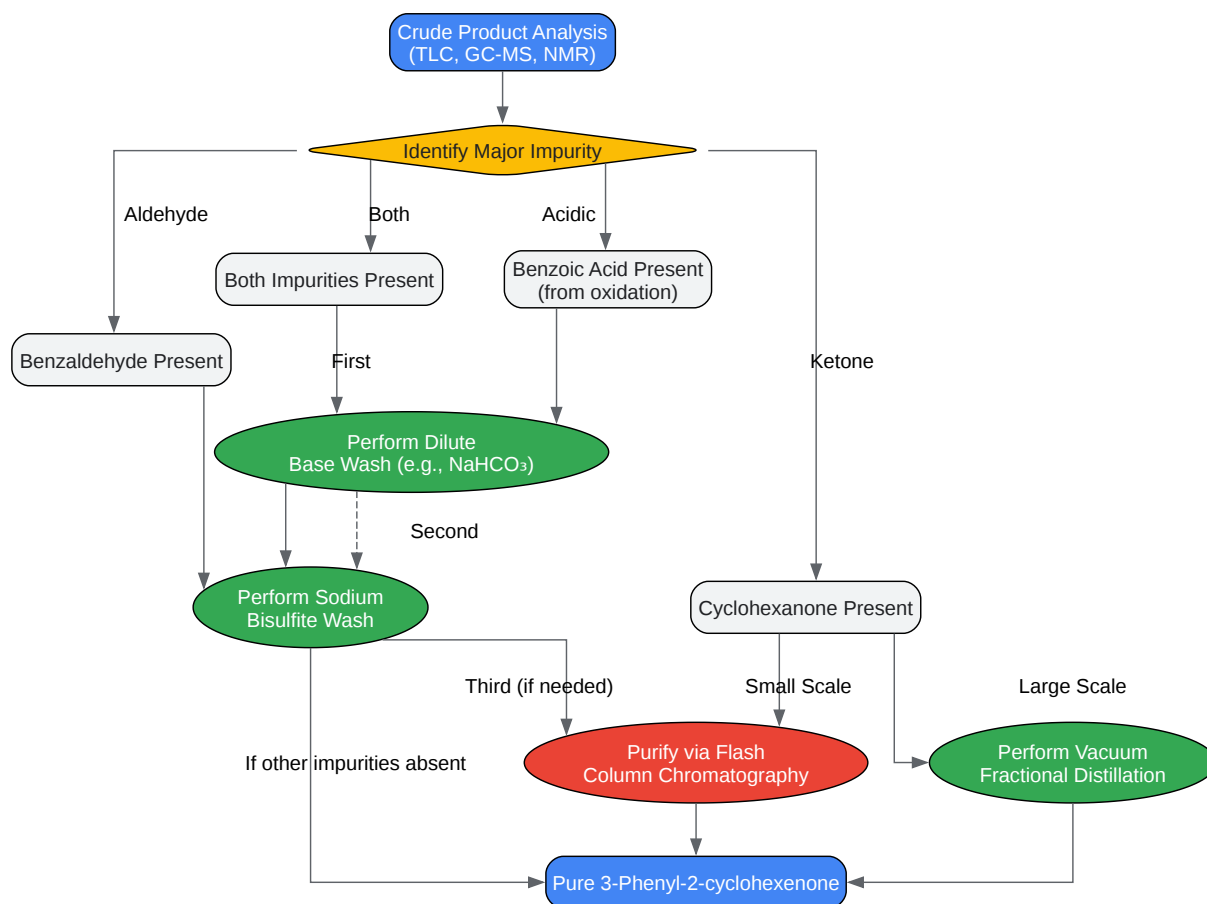 Crude Product Analysis
(TLC, GC-MS, NMR)
Identify Major Impurity
Aldehyde
Both
Acidic
Both Impurities Present
Benzoic Acid Present
(from oxidation)
Benzaldehyde Present
First
Ketone
Perform Dilute
Base Wash (e.g., NaHCO₃)
Second
Perform Sodium
Bisulfite Wash
Cyclohexanone Present
Third (if needed)
Small Scale
Large Scale
If other impurities absent
Purify via Flash
Column Chromatography
Perform Vacuum
Fractional Distillation
Pure 3-Phenyl-2-cyclohexenone